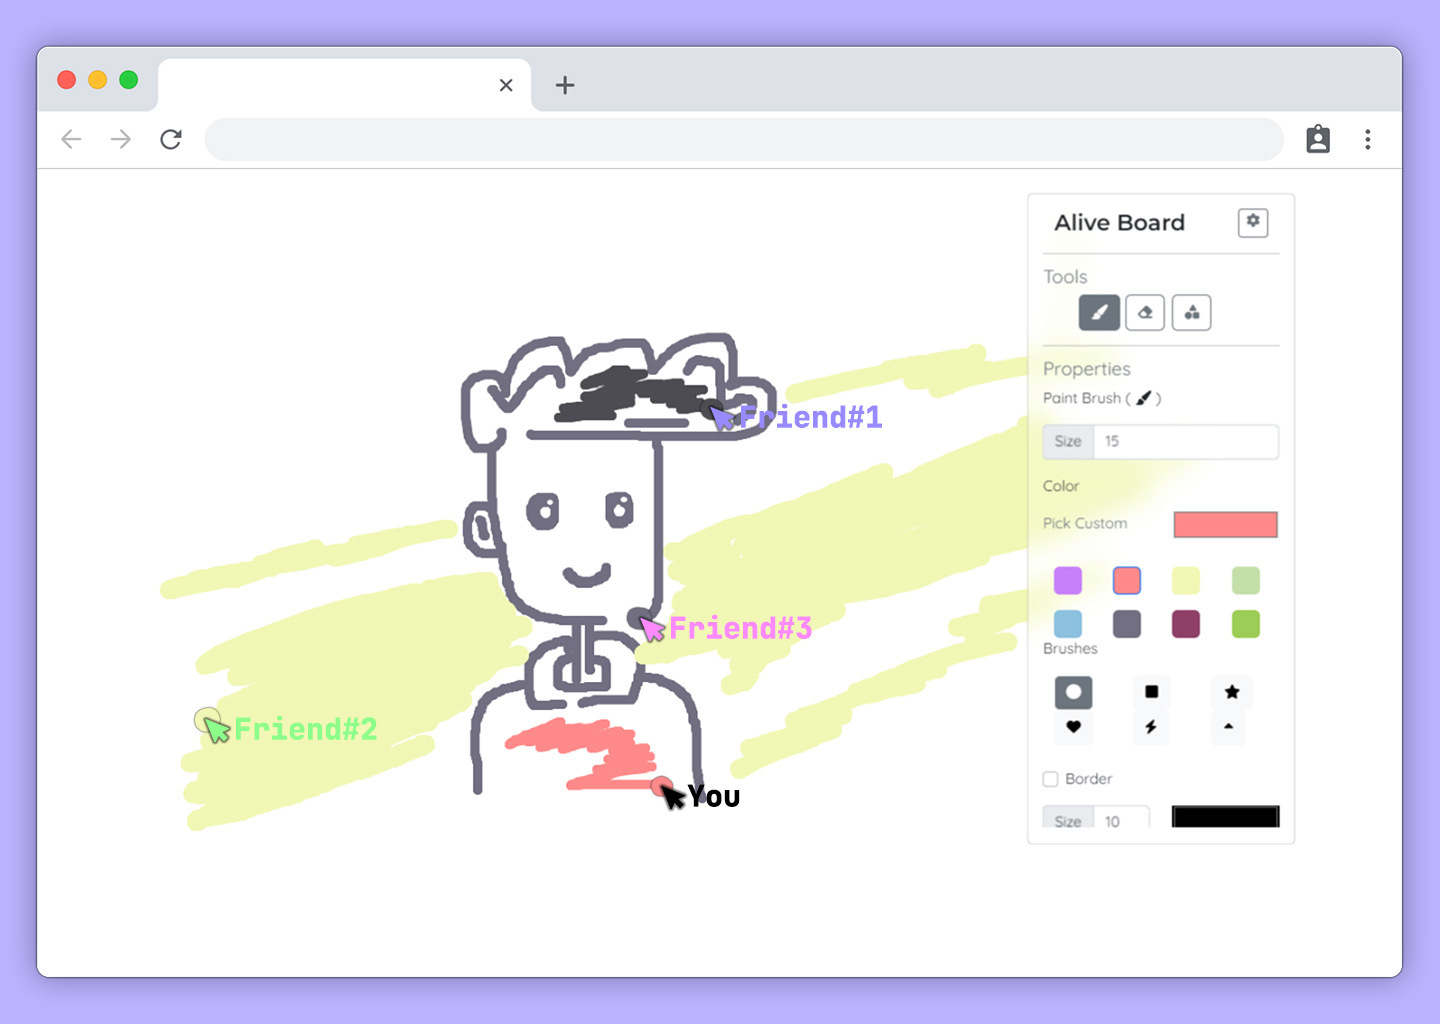 Alive Board
Tools
Properties
Paint Brush ( )
Size 15
Color
Pick Custom
Brushes
Border
Size 10
Friend#1
Friend#3
Friend#2
You